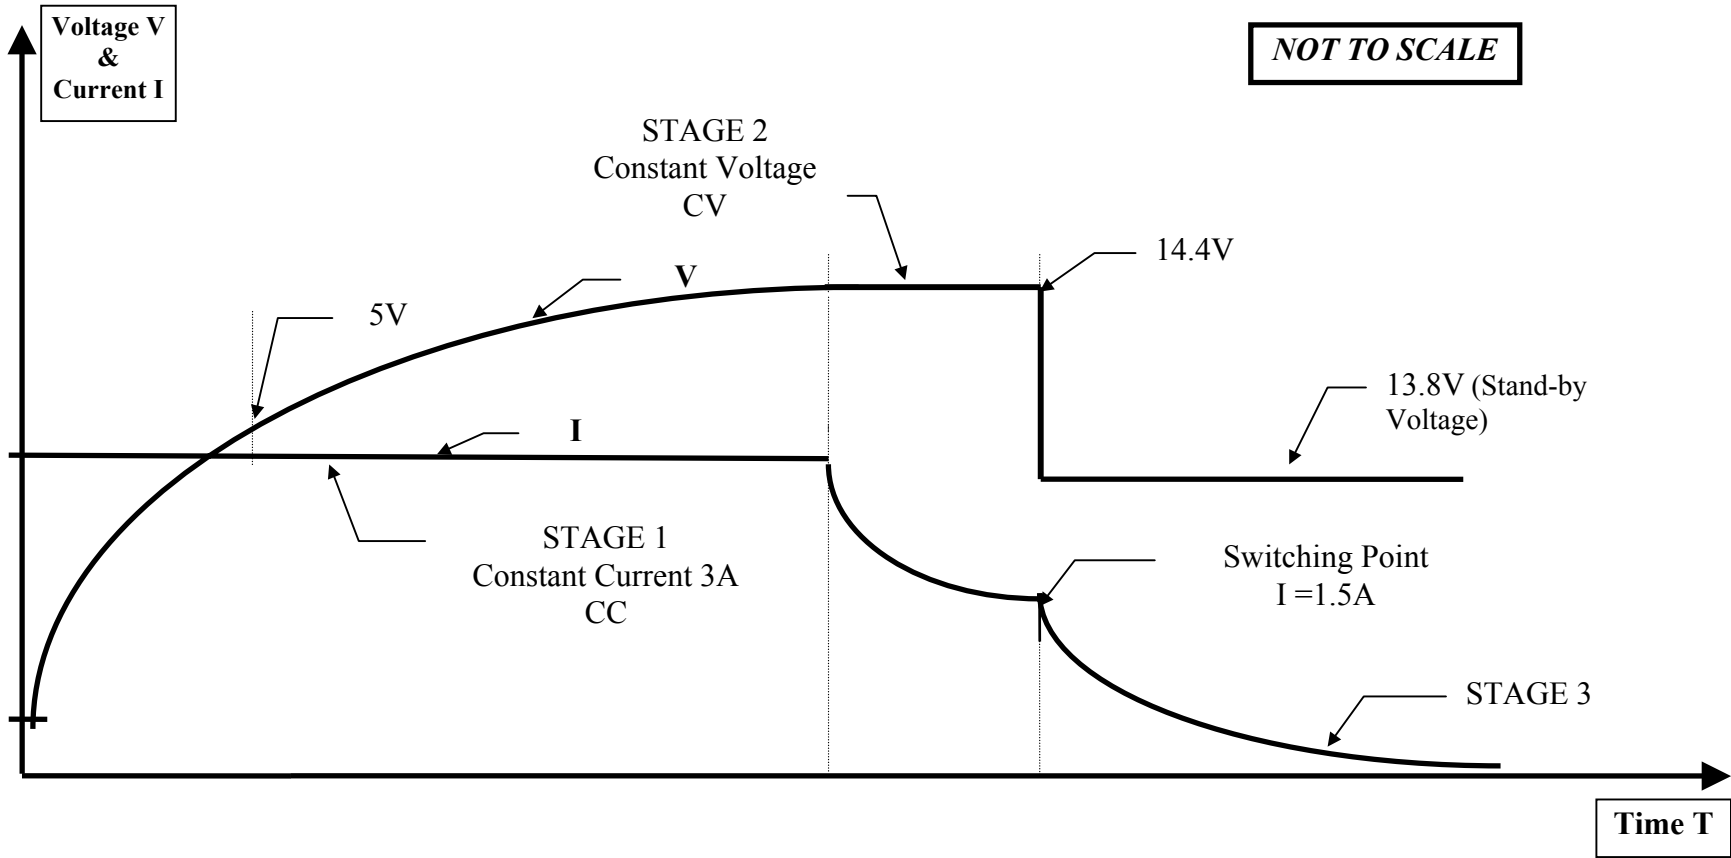 Voltage V
&
Current I
NOT TO SCALE
STAGE 2
Constant Voltage
CV
14.4V
V
5V
13.8V (Stand-by
Voltage)
I
STAGE 1
Constant Current 3A
CC
Switching Point
I =1.5A
STAGE 3
Time T